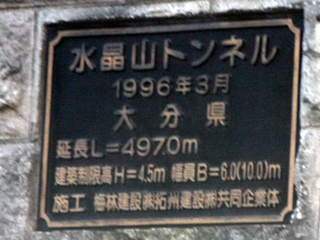 水晶山トンネル
1996年3月
大分県
延長L=497.0m
建築制限高H=4.5m 幅員B=6.0(10.0)m
施工 梅林建設㈱拓州建設㈱共同企業体